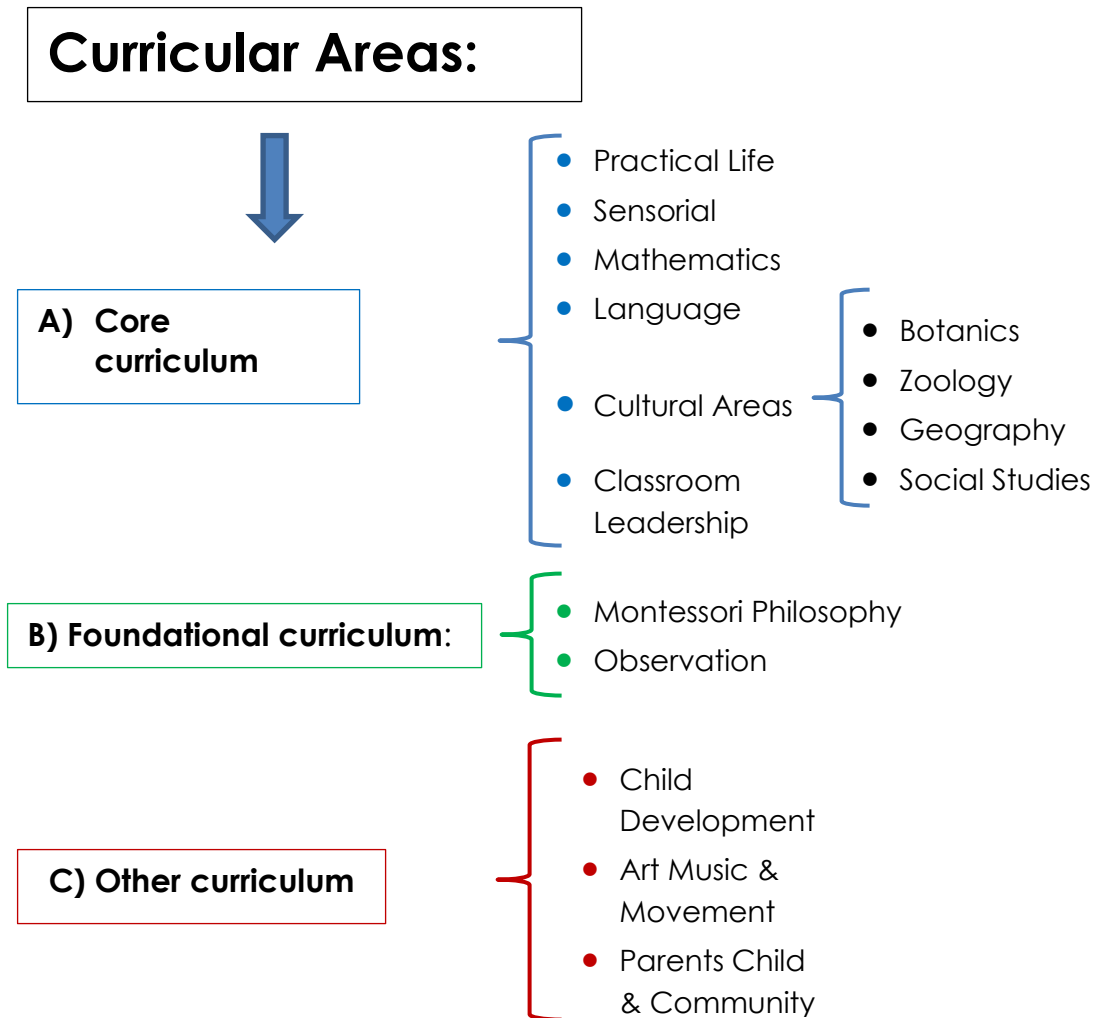 Curricular Areas:
• Practical Life
• Sensorial
• Mathematics
• Language
A) Core
curriculum
• Cultural Areas
• Botanics
• Zoology
• Geography
• Social Studies
• Classroom
Leadership
B) Foundational curriculum:
• Montessori Philosophy
• Observation
C) Other curriculum
• Child
Development
• Art Music &
Movement
• Parents Child
& Community